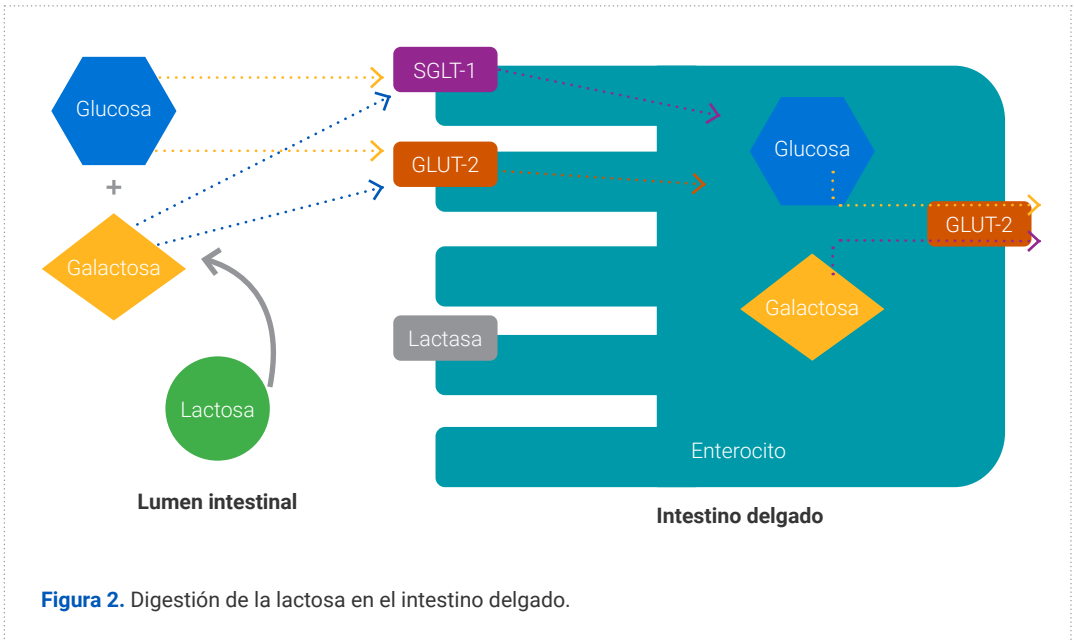 Glucosa
+
Galactosa
Lactosa
Lumen intestinal
SGLT-1
GLUT-2
Lactasa
Glucosa
Galactosa
GLUT-2
Enterocito
Intestino delgado
Figura 2. Digestión de la lactosa en el intestino delgado.